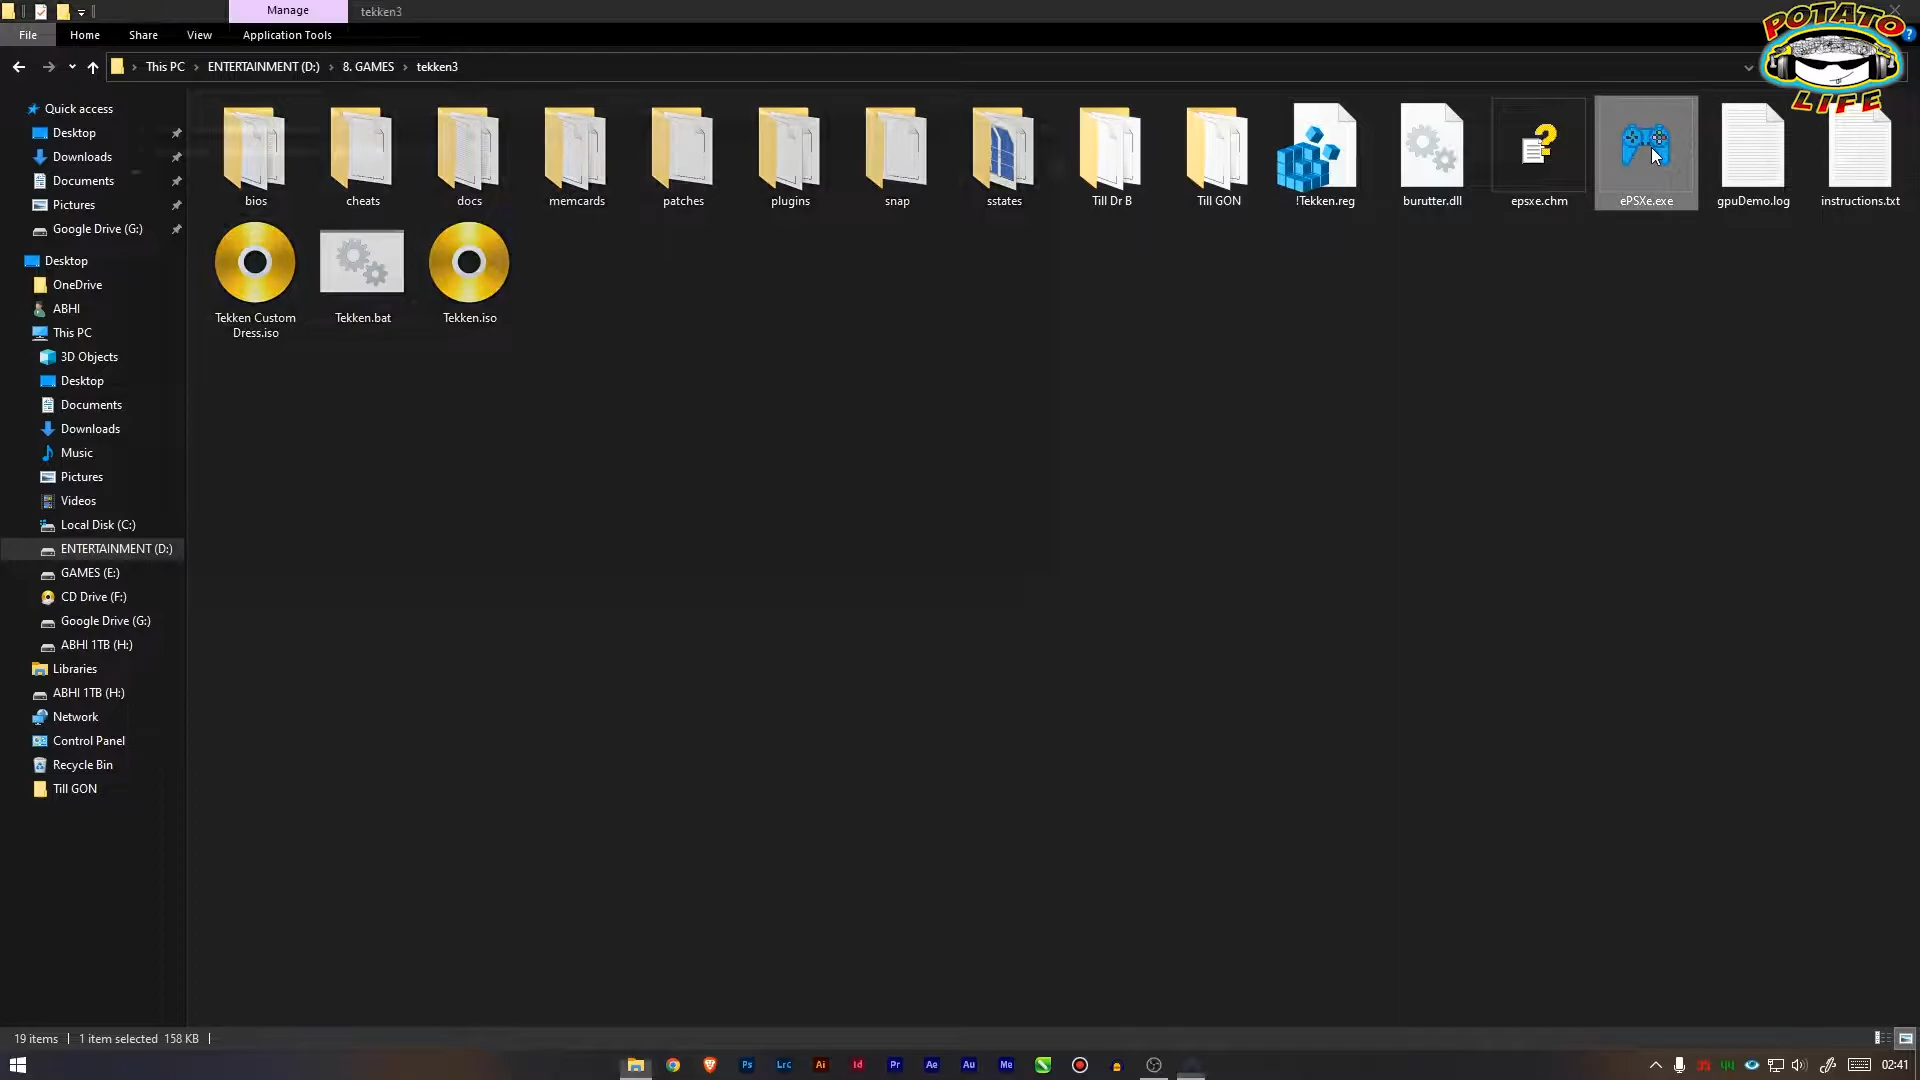 Manage
tekken3
File
Home
Share
View
Application Tools
This PC
ENTERTAINMENT (D:)
8. GAMES
tekken3
POTATO
LIFE
Quick access
Desktop
Downloads
Documents
Pictures
Google Drive (G:)
Desktop
OneDrive
ABHI
This PC
3D Objects
Desktop
Documents
Downloads
Music
Pictures
Videos
Local Disk (C:)
ENTERTAINMENT (D:)
GAMES (E:)
CD Drive (F:)
Google Drive (G:)
ABHI 1TB (H:)
Libraries
ABHI 1TB (H:)
Network
Control Panel
Recycle Bin
Till GON
bios
cheats
docs
memcards
patches
plugins
snap
sstates
Till Dr B
Till GON
!Tekken.reg
burutter.dll
epsxe.chm
ePSXe.exe
gpuDemo.log
instructions.txt
Tekken Custom
Dress.iso
Tekken.bat
Tekken.iso
19 items
1 item selected 158 KB
Ps
Lrc
Ai
Id
Pr
Ae
Au
Me
02:41